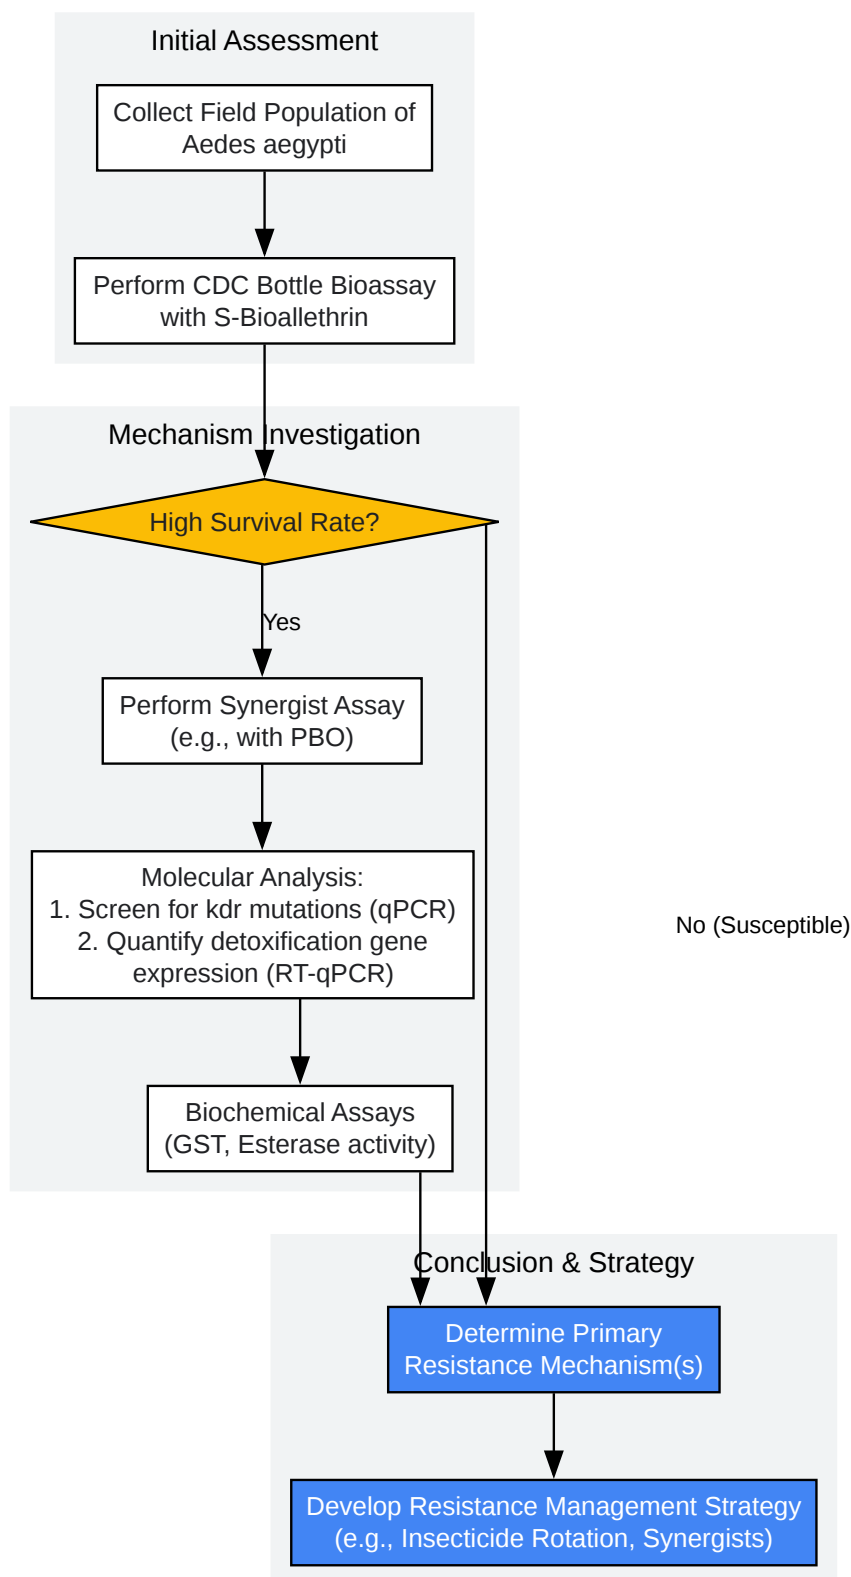 Initial Assessment
Collect Field Population of
Aedes aegypti
Perform CDC Bottle Bioassay
with S-Bioallethrin
Mechanism Investigation
High Survival Rate?
Yes
Perform Synergist Assay
(e.g., with PBO)
Molecular Analysis:
1. Screen for kdr mutations (qPCR)
2. Quantify detoxification gene
expression (RT-qPCR)
No (Susceptible)
Biochemical Assays
(GST, Esterase activity)
Conclusion & Strategy
Determine Primary
Resistance Mechanism(s)
Develop Resistance Management Strategy
(e.g., Insecticide Rotation, Synergists)